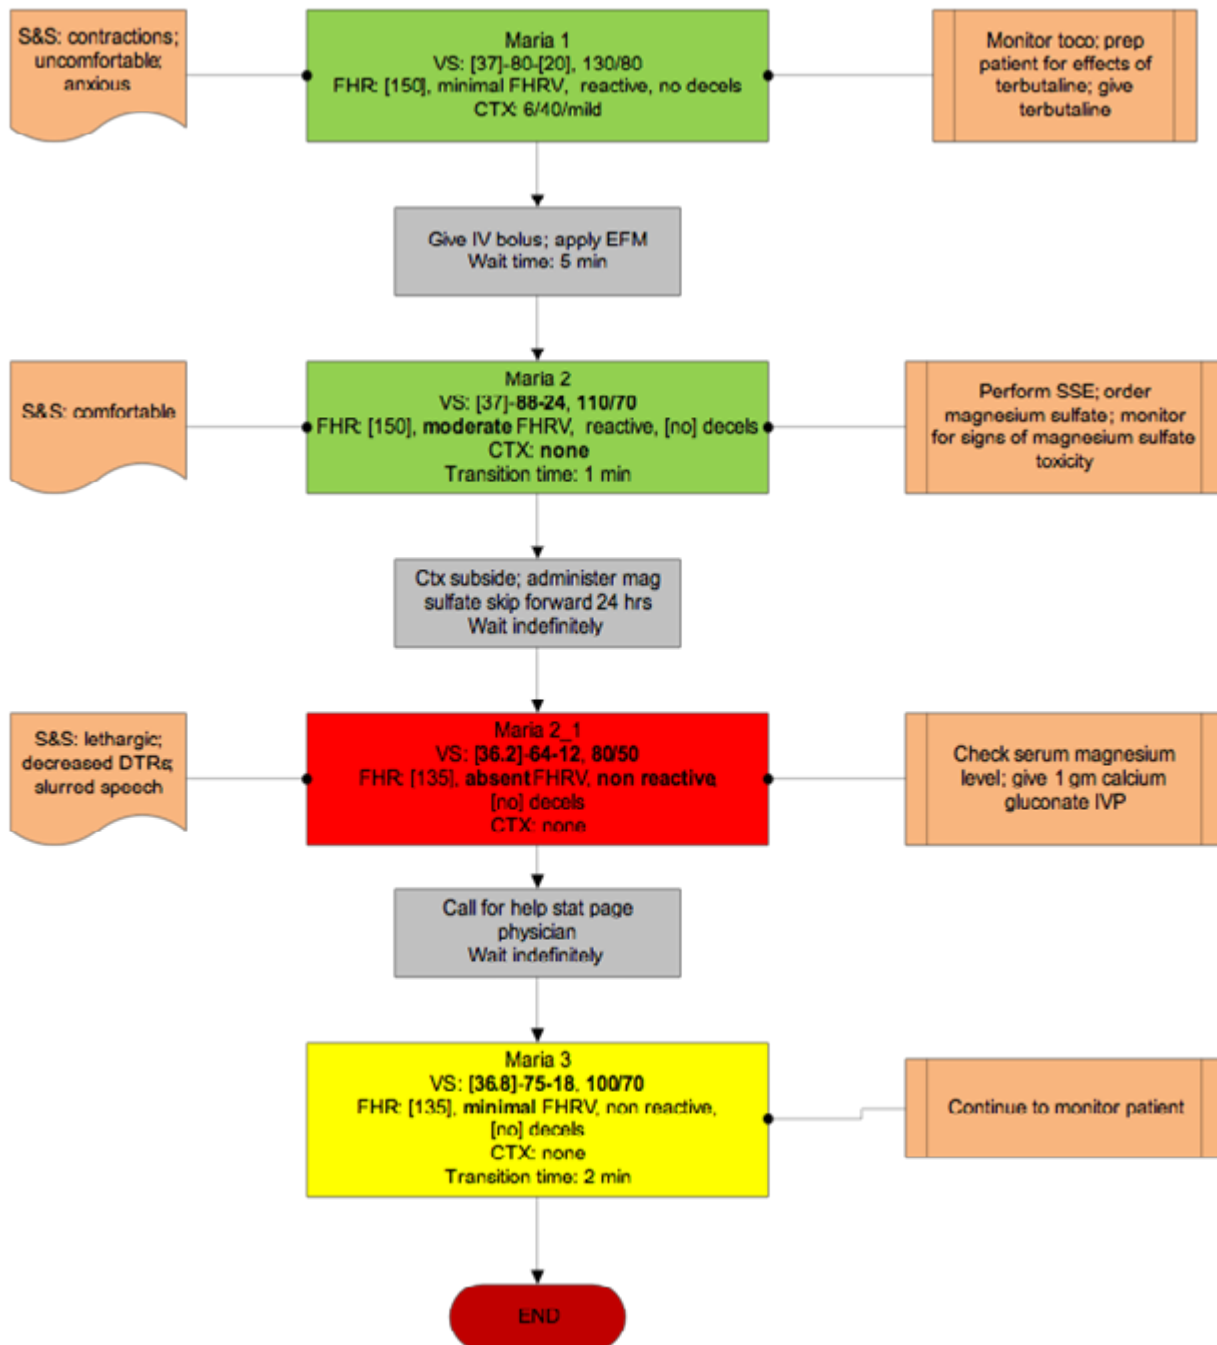 S&S: contractions;
uncomfortable;
anxious
Maria 1
VS: [37]-80-[20], 130/80
FHR: [150], minimal FHRV, reactive, no decels
CTX: 6/40/mild
Monitor toco; prep
patient for effects of
terbutaline; give
terbutaline
Give IV bolus; apply EFM
Wait time: 5 min
S&S: comfortable
Maria 2
VS: [37]-88-24, 110/70
FHR: [150], moderate FHRV, reactive, [no] decels
CTX: none
Transition time: 1 min
Perform SSE; order
magnesium sulfate; monitor
for signs of magnesium sulfate
toxicity
Ctx subside; administer mag
sulfate skip forward 24 hrs
Wait indefinitely
S&S: lethargic;
decreased DTRs;
slurred speech
Maria 2_1
VS: [36.2]-64-12, 80/50
FHR: [135], absent FHRV, non reactive,
[no] decels
CTX: none
Check serum magnesium
level; give 1 gm calcium
gluconate IVP
Call for help stat page
physician
Wait indefinitely
Maria 3
VS: [36.8]-75-18, 100/70
FHR: [135], minimal FHRV, non reactive,
[no] decels
CTX: none
Transition time: 2 min
Continue to monitor patient
END